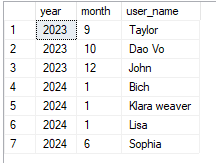 year month user_name
1 2023 9 Taylor
2 2023 10 Dao Vo
3 2023 12 John
4 2024 1 Bich
5 2024 1 Klara weaver
6 2024 1 Lisa
7 2024 6 Sophia